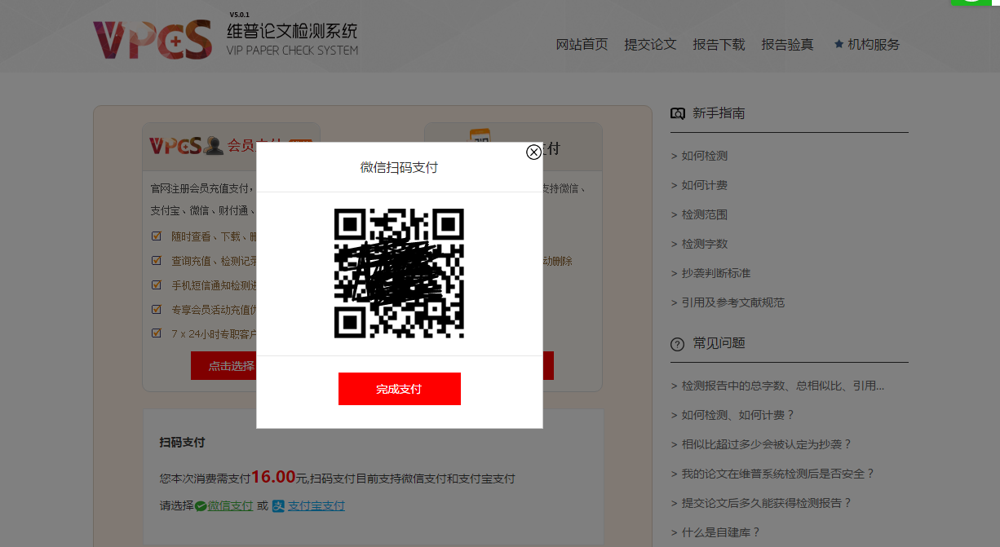 V5.0.1
VPCS 维普论文检测系统
VIP PAPER CHECK SYSTEM
网站首页 提交论文 报告下载 报告验真 机构服务
VPCS 会员
付
官网注册会员充值支付，
支付宝、微信、财付通、
支持微信、
随时查看、下载、
查询充值、检测记录
动删除
手机短信通知检测进
专享会员活动充值优
7 x 24小时专职客户
点击选择
微信扫码支付
完成支付
扫码支付
您本次消费需支付16.00元,扫码支付目前支持微信支付和支付宝支付
请选择微信支付 或 支付宝支付
新手指南
> 如何检测
> 如何计费
> 检测范围
> 检测字数
> 抄袭判断标准
> 引用及参考文献规范
常见问题
> 检测报告中的总字数、总相似比、引用...
> 如何检测、如何计费？
> 相似比超过多少会被认定为抄袭？
> 我的论文在维普系统检测后是否安全？
> 提交论文后多久能获得检测报告？
> 什么是自建库？